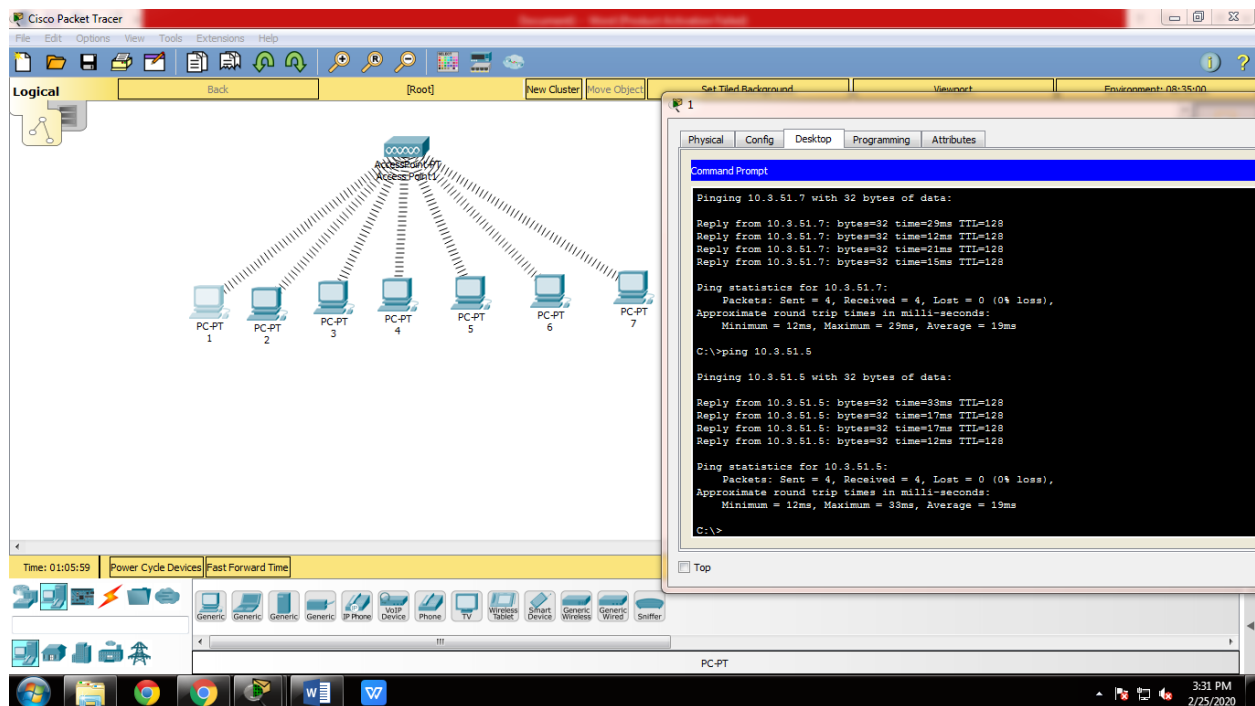 Cisco Packet Tracer
File Edit Options View Tools Extensions Help
Logical
Back
[Root]
New Cluster
Move Object
Set Tiled Background
Viewport
Environment: 08:35:00
AccessPoint-PT
Access Point1
PC-PT
1
PC-PT
2
PC-PT
3
PC-PT
4
PC-PT
5
PC-PT
6
PC-PT
7
1
Physical Config Desktop Programming Attributes
Command Prompt
Pinging 10.3.51.7 with 32 bytes of data:
Reply from 10.3.51.7: bytes=32 time=29ms TTL=128
Reply from 10.3.51.7: bytes=32 time=12ms TTL=128
Reply from 10.3.51.7: bytes=32 time=21ms TTL=128
Reply from 10.3.51.7: bytes=32 time=15ms TTL=128
Ping statistics for 10.3.51.7:
Packets: Sent = 4, Received = 4, Lost = 0 (0% loss),
Approximate round trip times in milli-seconds:
Minimum = 12ms, Maximum = 29ms, Average = 19ms
C:\>ping 10.3.51.5
Pinging 10.3.51.5 with 32 bytes of data:
Reply from 10.3.51.5: bytes=32 time=33ms TTL=128
Reply from 10.3.51.5: bytes=32 time=17ms TTL=128
Reply from 10.3.51.5: bytes=32 time=17ms TTL=128
Reply from 10.3.51.5: bytes=32 time=12ms TTL=128
Ping statistics for 10.3.51.5:
Packets: Sent = 4, Received = 4, Lost = 0 (0% loss),
Approximate round trip times in milli-seconds:
Minimum = 12ms, Maximum = 33ms, Average = 19ms
C:\>
Top
Time: 01:05:59
Power Cycle Devices
Fast Forward Time
Generic
Generic
Generic
Generic
IP Phone
VoIP
Device
Phone
TV
Wireless
Tablet
Smart
Device
Generic
Wireless
Generic
Wired
Sniffer
PC-PT
3:31 PM
2/25/2020